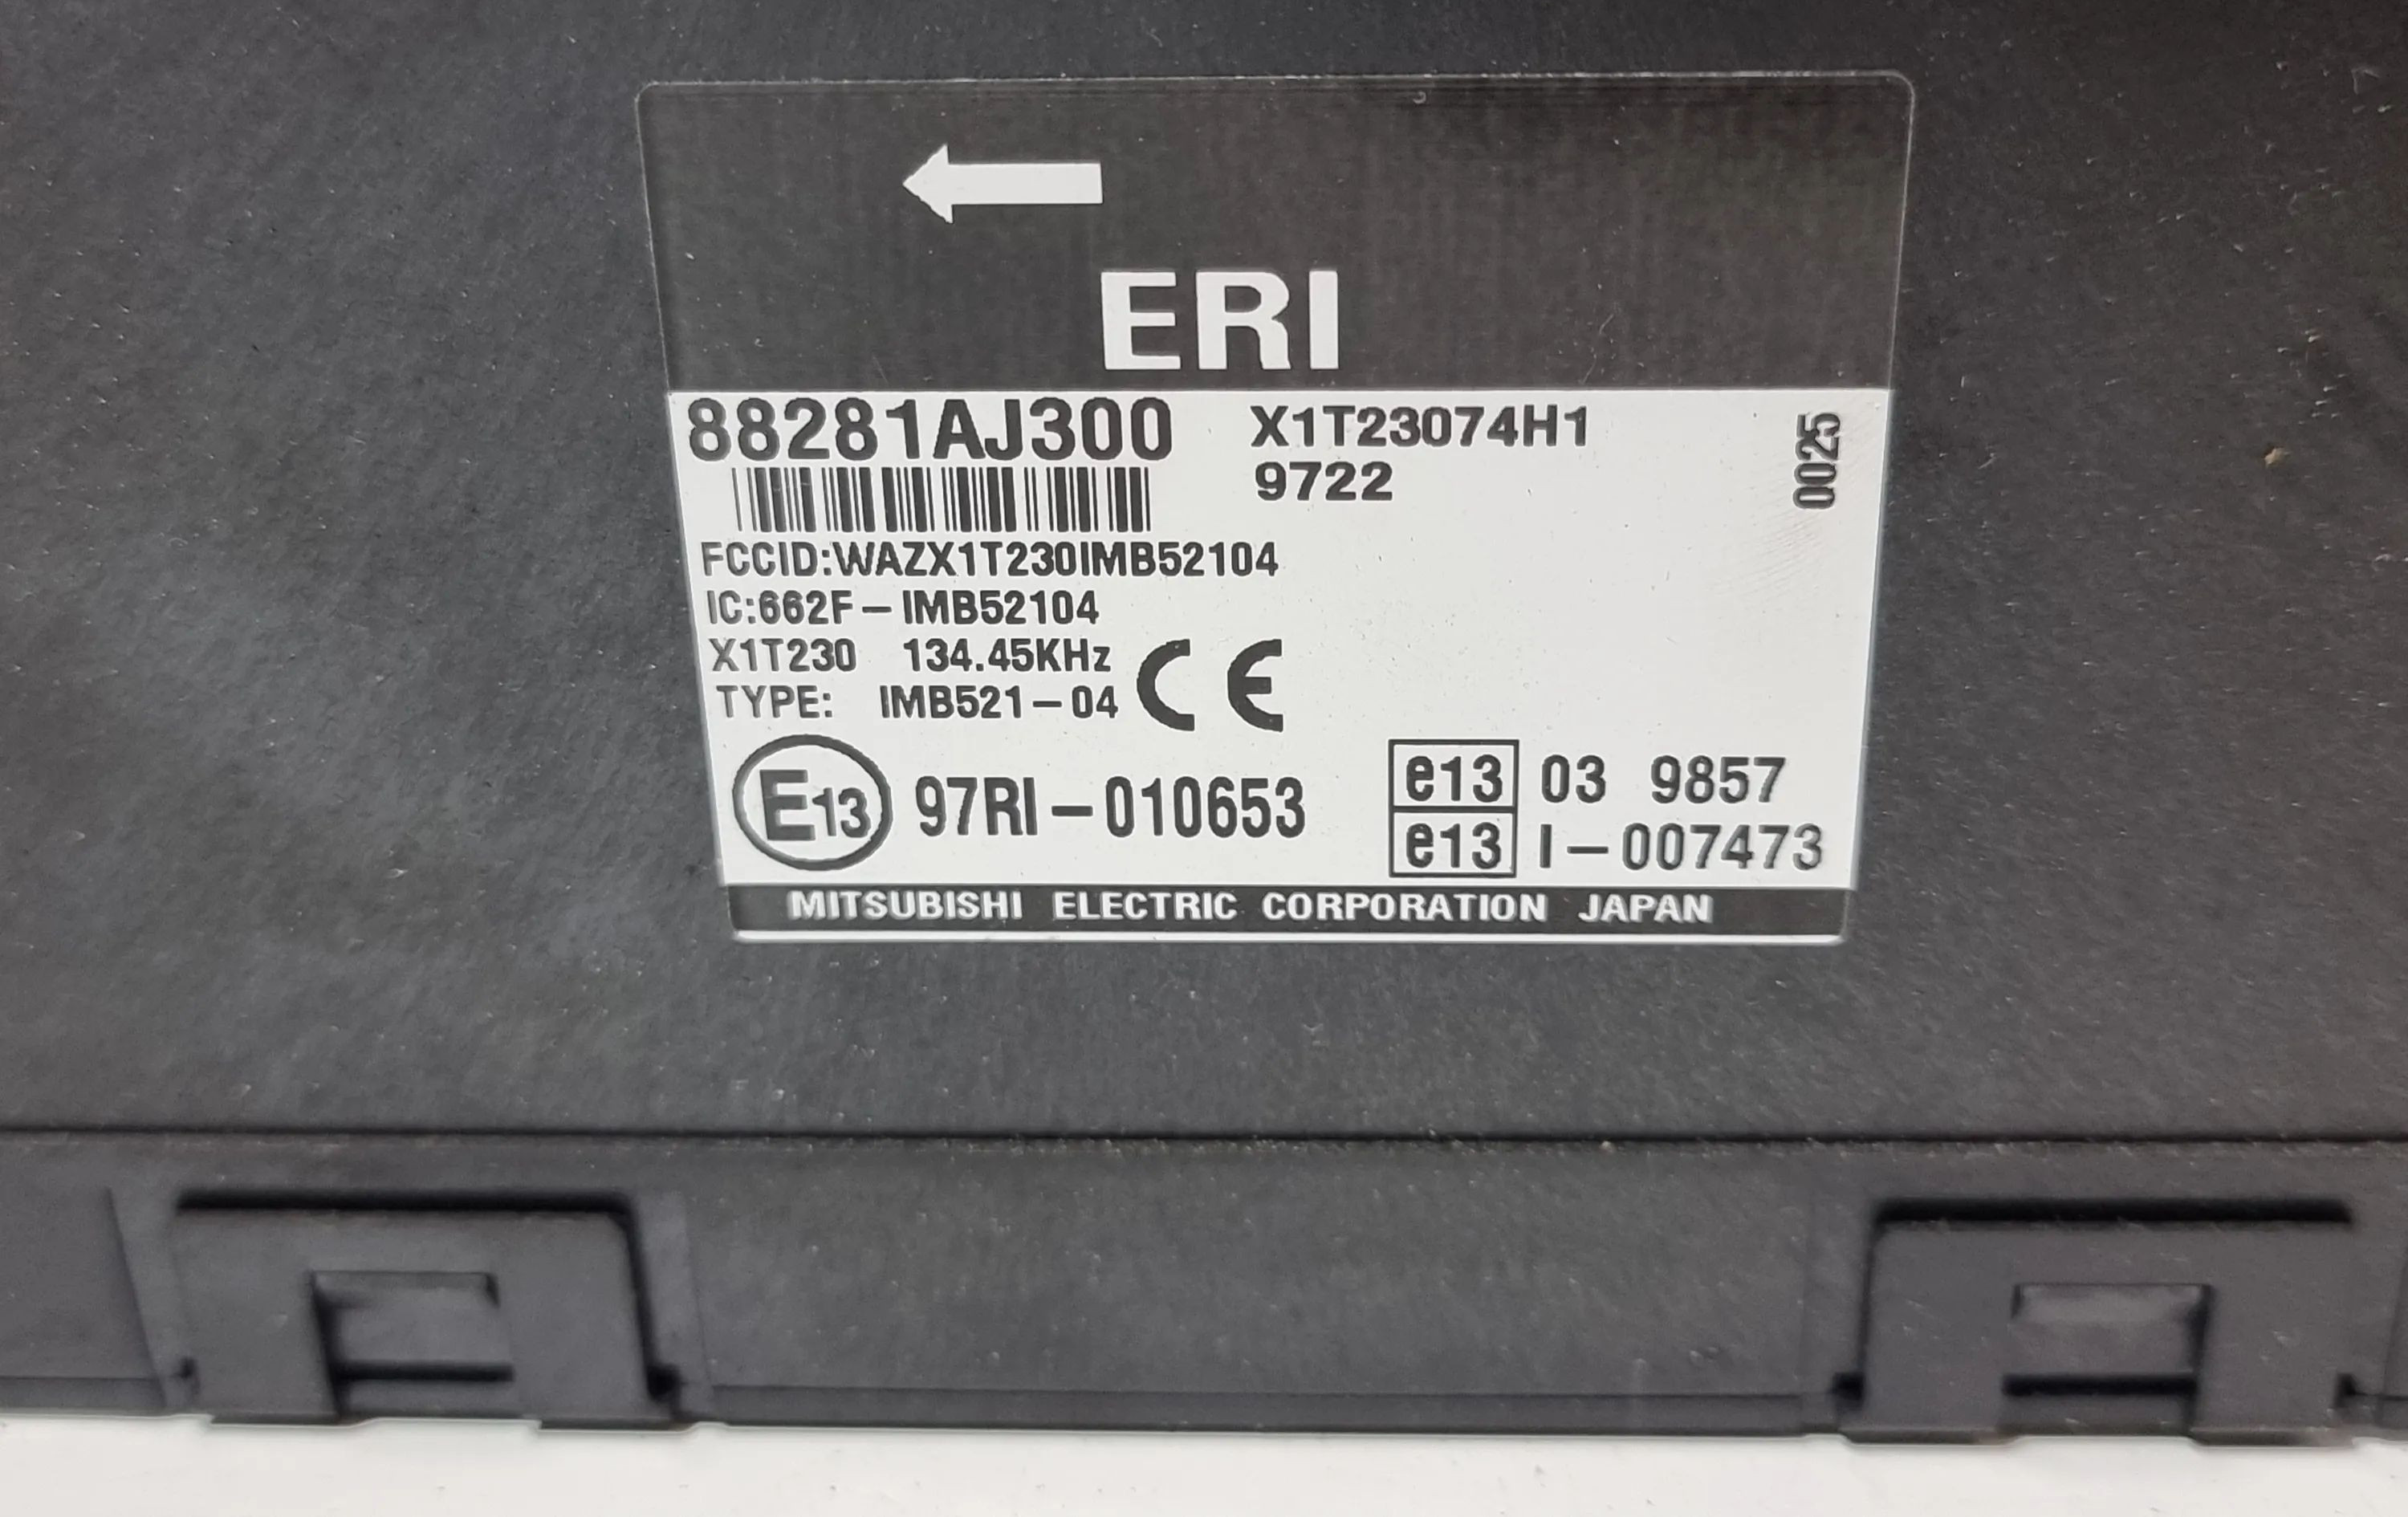 ERI
88281AJ300 X1T23074H1
9722
0025
FCCID:WAZX1T230IMB52104
IC:662F-IMB52104
X1T230 134.45KHz
TYPE: IMB521-04 CE
E13 97RI-010653
e13 03 9857
e13 I-007473
MITSUBISHI ELECTRIC CORPORATION JAPAN